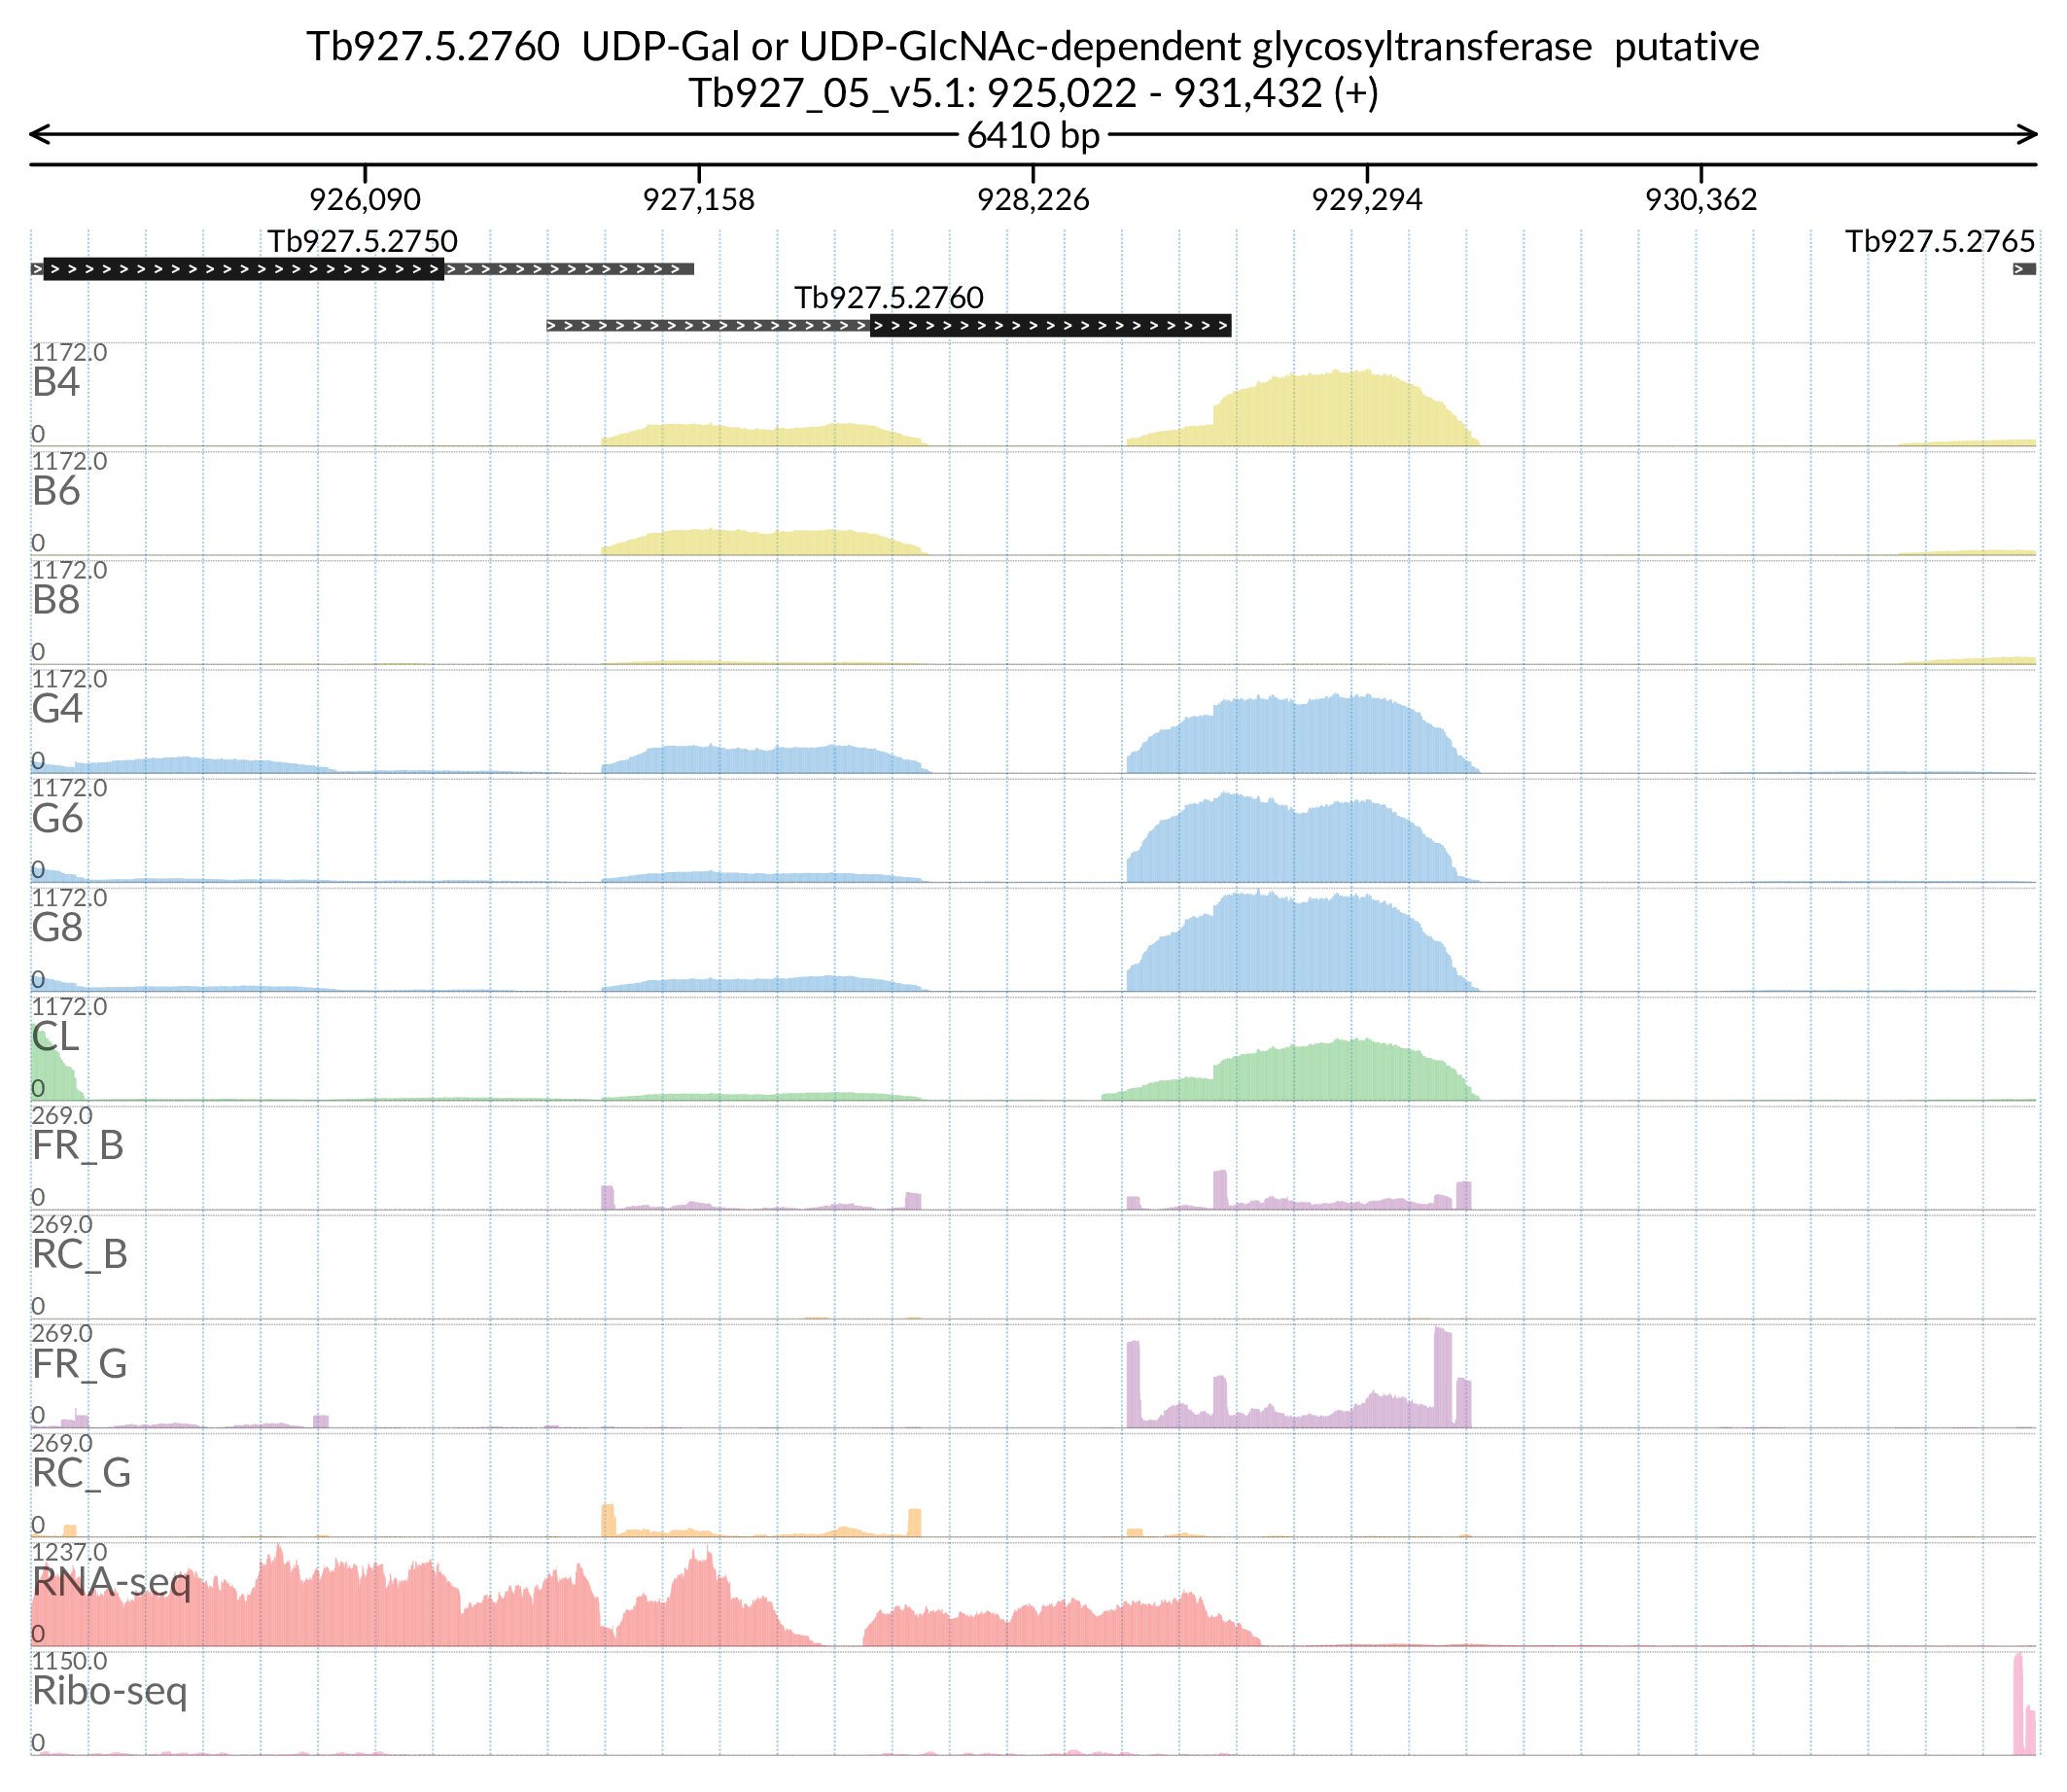 Tb927.5.2760  UDP-Gal or UDP-GlcNAc-dependent glycosyltransferase  putative
Tb927_05_v5.1: 925,022 - 931,432 (+)
6410 bp
926,090 927,158 928,226 929,294 930,362
Tb927.5.2750 Tb927.5.2765
Tb927.5.2760
1172.0
B4
0
1172.0
B6
0
1172.0
B8
0
1172.0
G4
0
1172.0
G6
0
1172.0
G8
0
1172.0
CL
0
269.0
FR_B
0
269.0
RC_B
0
269.0
FR_G
0
269.0
RC_G
0
1237.0
RNA-seq
0
1150.0
Ribo-seq
0